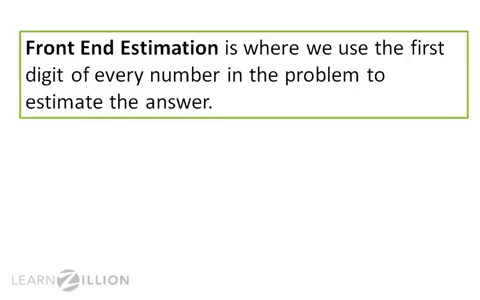 Front End Estimation is where we use the first
digit of every number in the problem to
estimate the answer.
LEARNZILLION